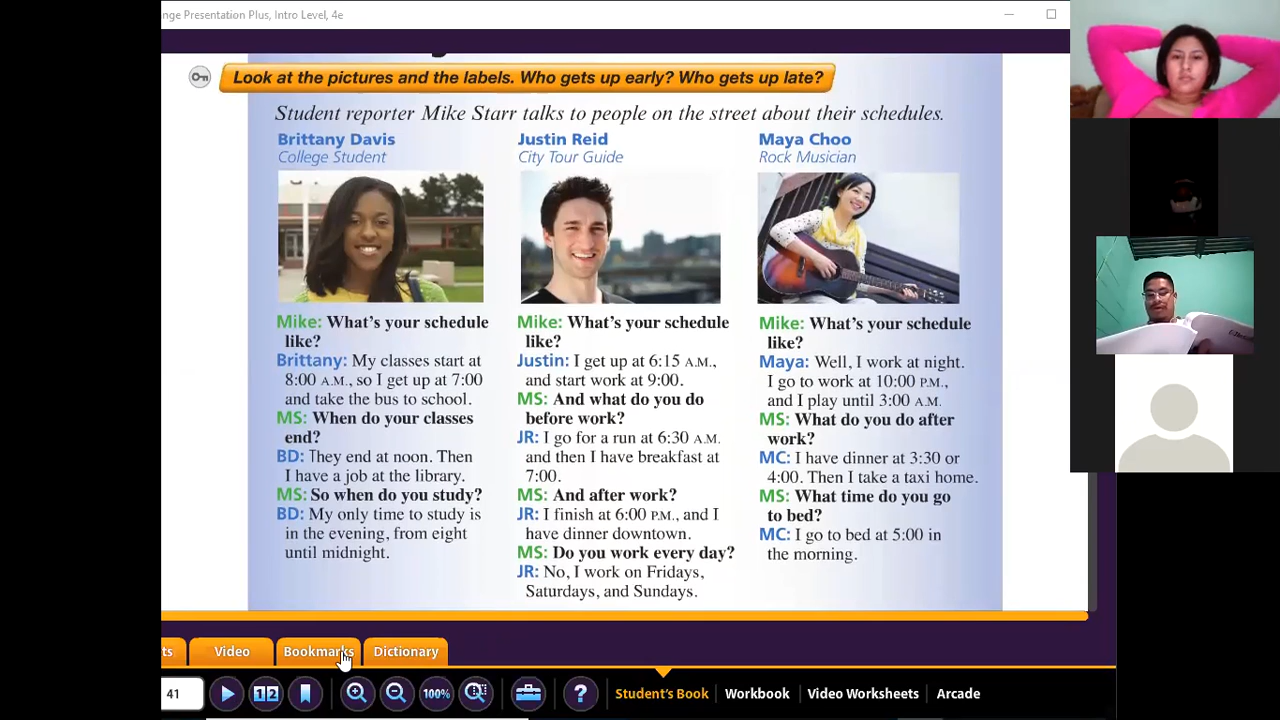 nge Presentation Plus, Intro Level, 4e
Look at the pictures and the labels. Who gets up early? Who gets up late?
Student reporter Mike Starr talks to people on the street about their schedules.
Brittany Davis
College Student
Mike: What's your schedule
like?
Brittany: My classes start at
8:00 A.M., so I get up at 7:00
and take the bus to school.
MS: When do your classes
end?
BD: They end at noon. Then
I have a job at the library.
MS: So when do you study?
BD: My only time to study is
in the evening, from eight
until midnight.
Justin Reid
City Tour Guide
Mike: What's your schedule
like?
Justin: I get up at 6:15 A.M.,
and start work at 9:00.
MS: And what do you do
before work?
JR: I go for a run at 6:30 A.M.
and then I have breakfast at
7:00.
MS: And after work?
JR: I finish at 6:00 P.M., and I
have dinner downtown.
MS: Do you work every day?
JR: No, I work on Fridays,
Saturdays, and Sundays.
Maya Choo
Rock Musician
Mike: What's your schedule
like?
Maya: Well, I work at night.
I go to work at 10:00 P.M.,
and I play until 3:00 A.M.
MS: What do you do after
work?
MC: I have dinner at 3:30 or
4:00. Then I take a taxi home.
MS: What time do you go
to bed?
MC: I go to bed at 5:00 in
the morning.
ts Video Bookmarks Dictionary
41 1 2 100% ? Student's Book Workbook Video Worksheets Arcade